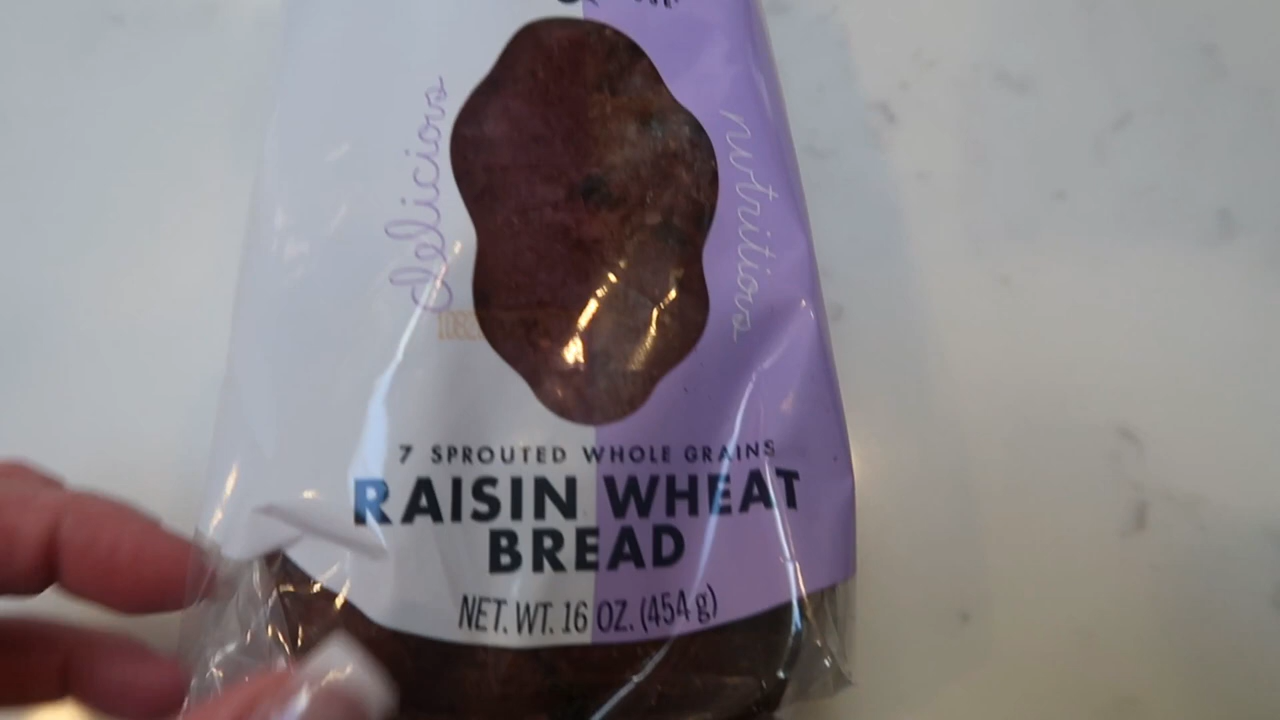 delicious
nutritious
7 SPROUTED WHOLE GRAINS
RAISIN WHEAT
BREAD
NET. WT. 16 OZ. (454 g)